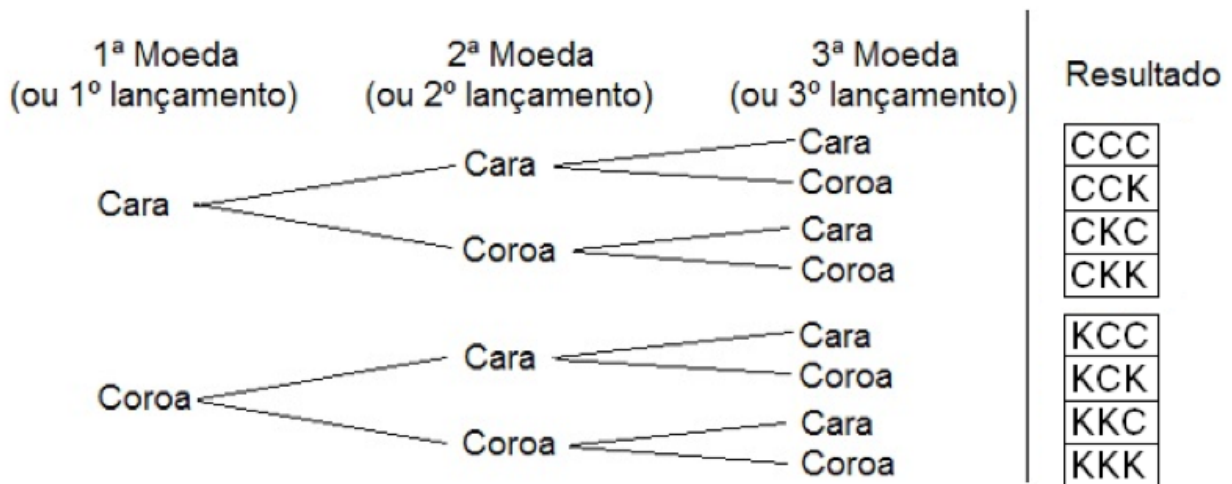 1ª Moeda
(ou 1º lançamento)
2ª Moeda
(ou 2º lançamento)
3ª Moeda
(ou 3º lançamento)
Resultado
Cara
Cara
Cara
Coroa
Coroa
Cara
Coroa
Coroa
Cara
Cara
Coroa
Coroa
Cara
Coroa
CCC
CCK
CKC
CKK
KCC
KCK
KKC
KKK